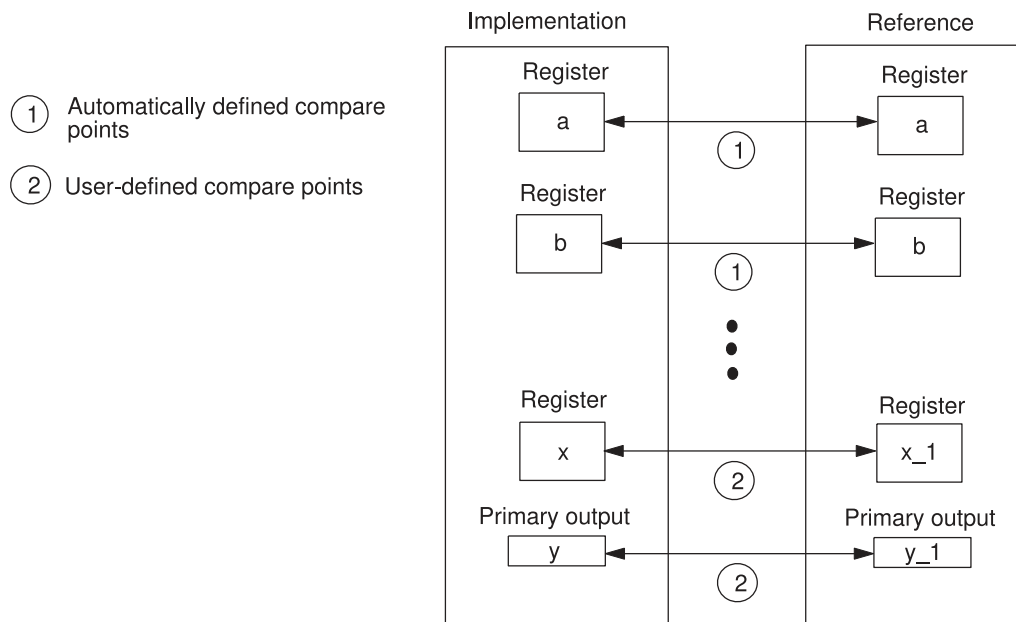 Implementation
Reference
1 Automatically defined compare
points
2 User-defined compare points
Register
Register
a
a
1
Register
Register
b
b
1
Register
Register
x
x_1
2
Primary output
Primary output
y
y_1
2